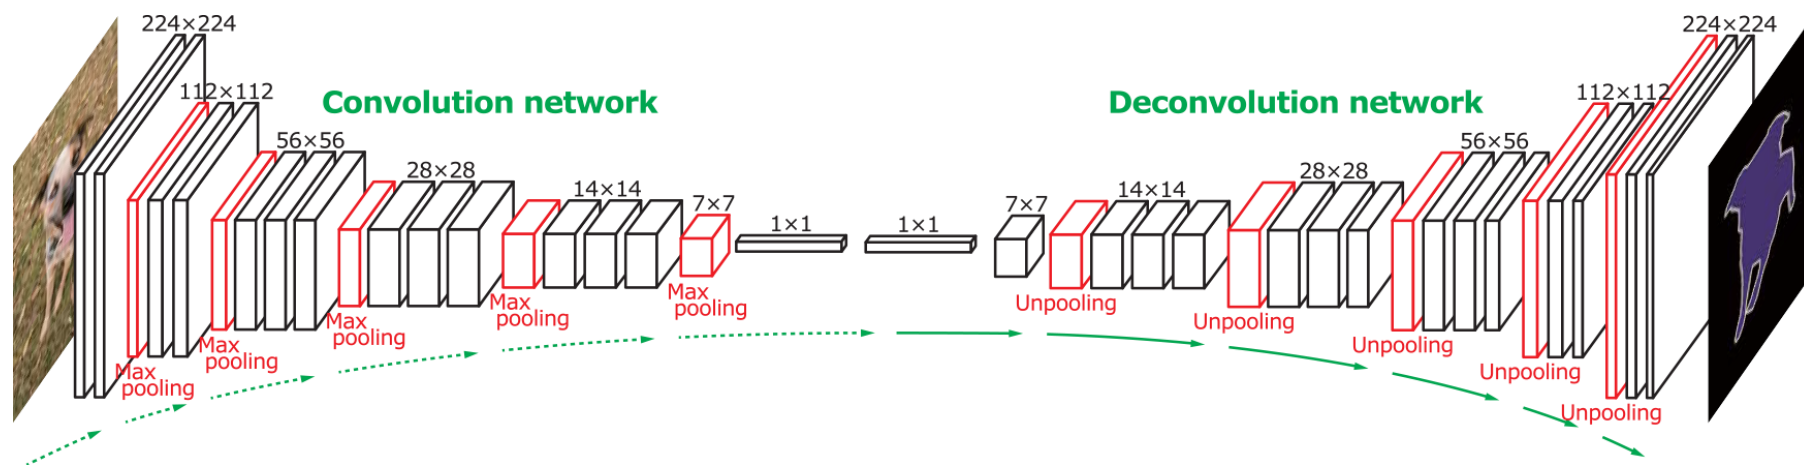 224×224
112×112
Convolution network
56×56
28×28
14×14
7×7
1×1
1×1
7×7
14×14
28×28
56×56
Deconvolution network
112×112
224×224
Max
pooling
Max
pooling
Max
pooling
Max
pooling
Max
pooling
Unpooling
Unpooling
Unpooling
Unpooling
Unpooling